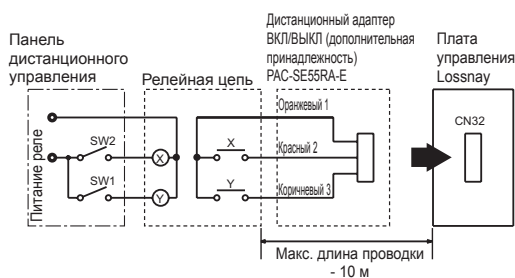 Панель
дистанционного
управления
Релейная цепь
Дистанционный адаптер
ВКЛ/ВЫКЛ (дополнительная
принадлежность)
PAC-SE55RA-E
Плата
управления
Lossnay
Питание реле
SW2
SW1
X
Y
X
Y
Оранжевый 1
Красный 2
Коричневый 3
CN32
Макс. длина проводки
- 10 м